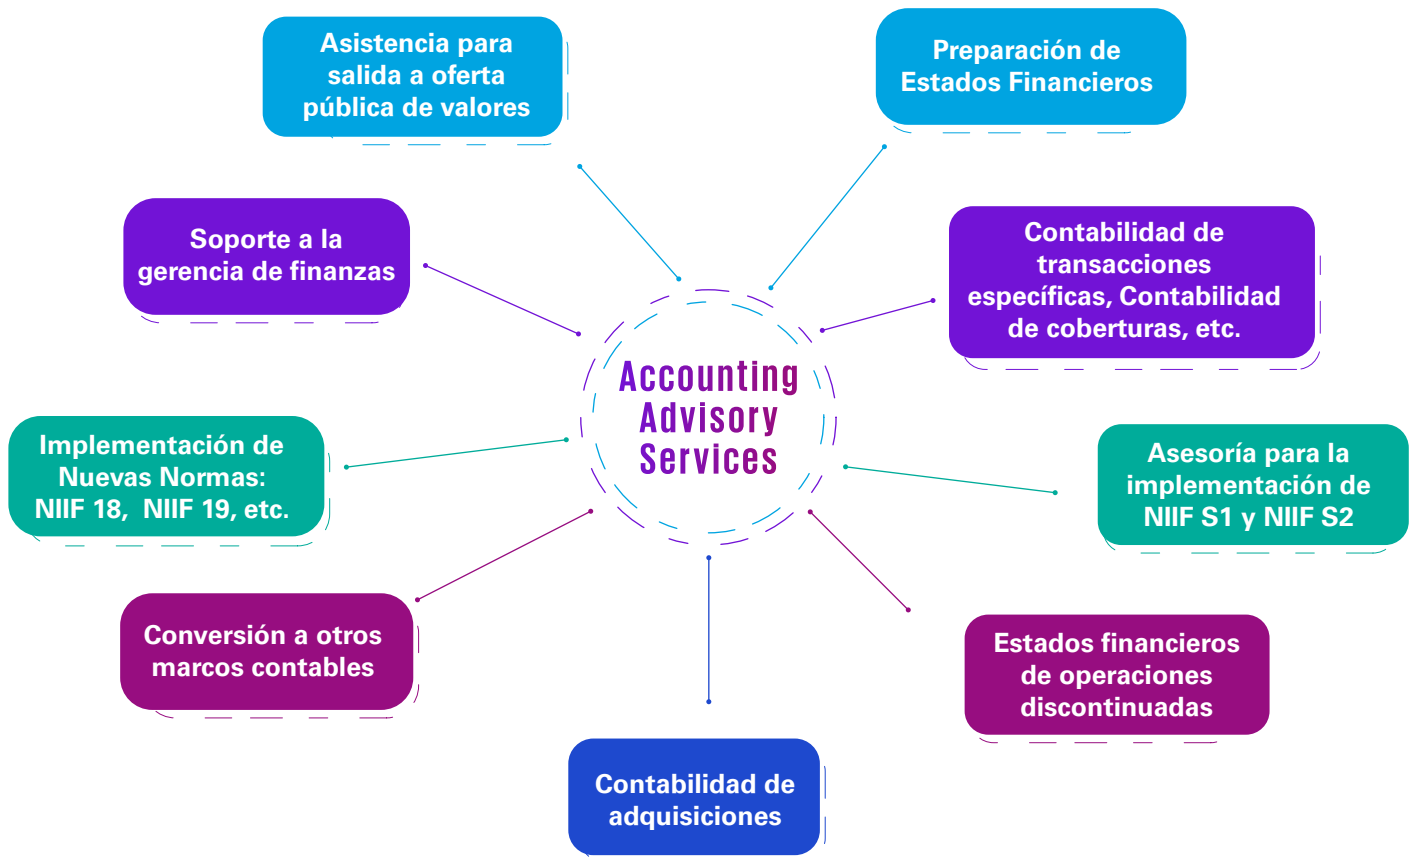 Asistencia para
salida a oferta
pública de valores
Preparación de
Estados Financieros
Soporte a la
gerencia de finanzas
Contabilidad de
transacciones
específicas, Contabilidad
de coberturas, etc.
Accounting
Advisory
Services
Implementación de
Nuevas Normas:
NIIF 18, NIIF 19, etc.
Asesoría para la
implementación de
NIIF S1 y NIIF S2
Conversión a otros
marcos contables
Estados financieros
de operaciones
discontinuadas
Contabilidad de
adquisiciones